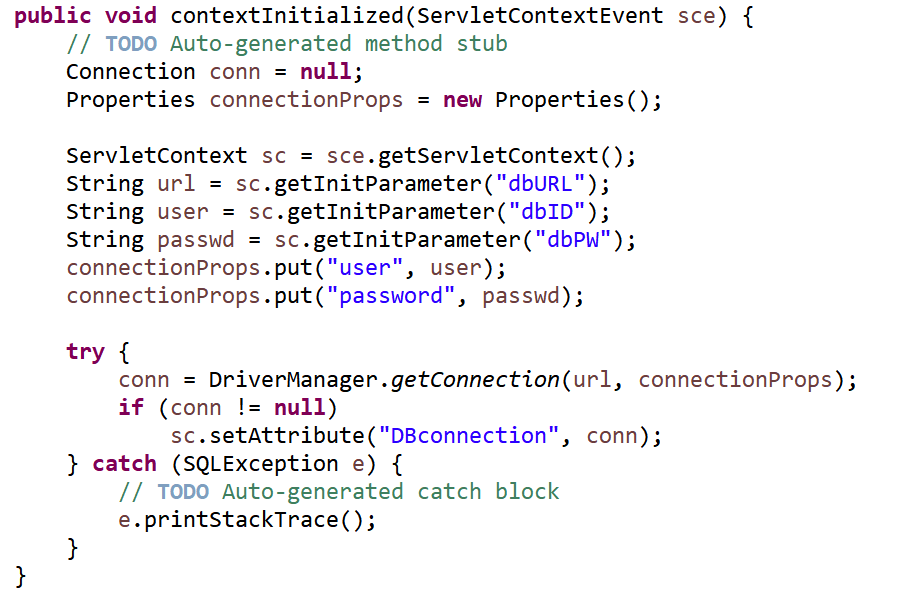 public void contextInitialized(ServletContextEvent sce) {
    // TODO Auto-generated method stub
    Connection conn = null;
    Properties connectionProps = new Properties();

    ServletContext sc = sce.getServletContext();
    String url = sc.getInitParameter("dbURL");
    String user = sc.getInitParameter("dbID");
    String passwd = sc.getInitParameter("dbPW");
    connectionProps.put("user", user);
    connectionProps.put("password", passwd);

    try {
        conn = DriverManager.getConnection(url, connectionProps);
        if (conn != null)
            sc.setAttribute("DBconnection", conn);
    } catch (SQLException e) {
        // TODO Auto-generated catch block
        e.printStackTrace();
    }
}